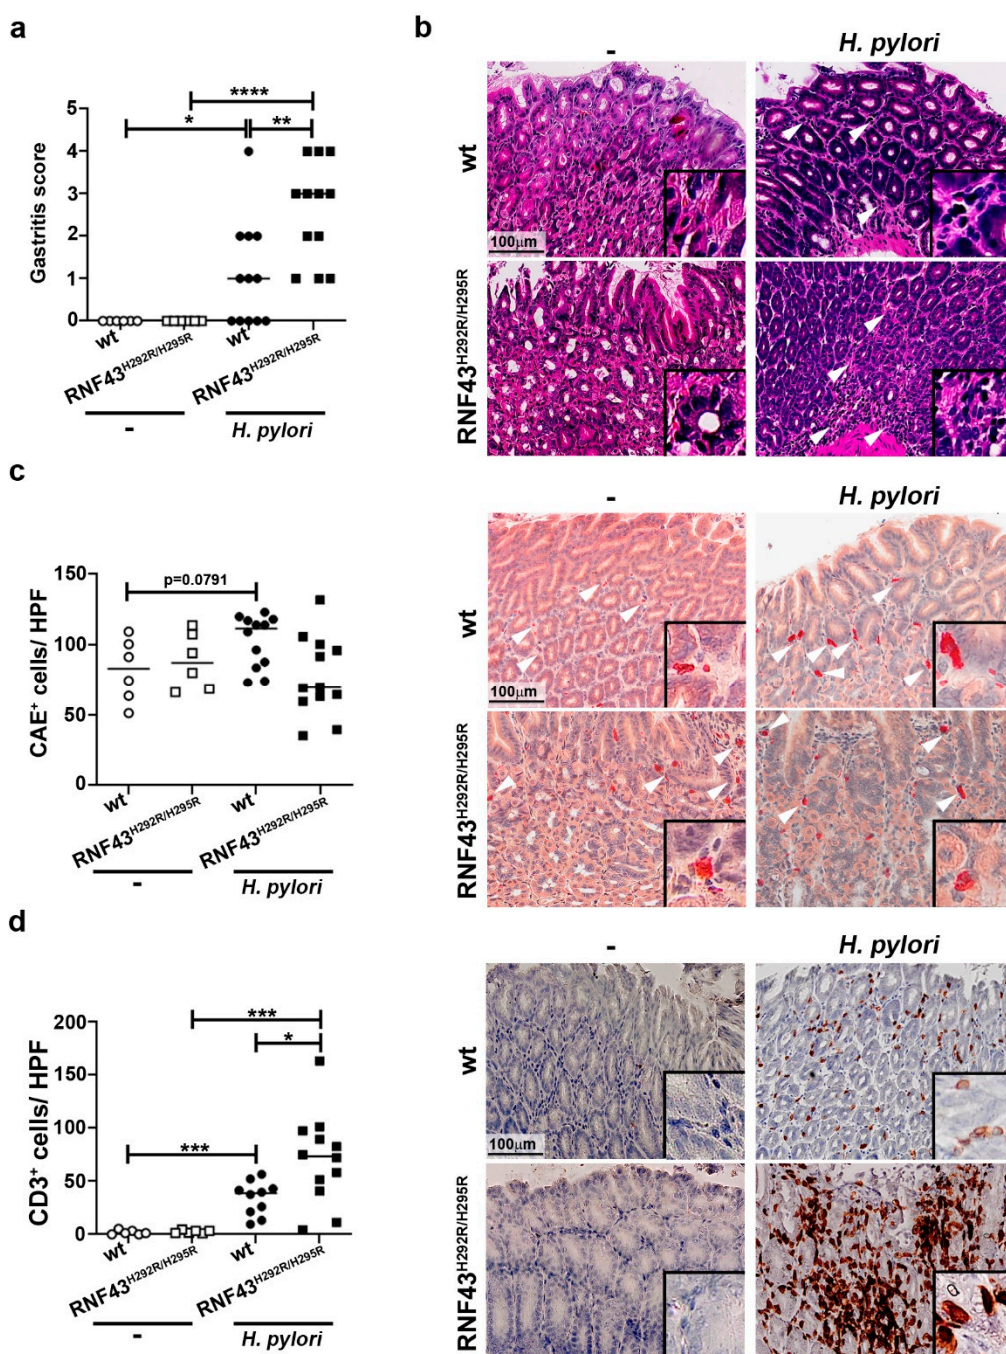 a
****
*
**
Gastritis score
5
4
3
2
1
0
wt
RNF43H292R/H295R
wt
RNF43H292R/H295R
-
H. pylori
b
-
H. pylori
wt
100µm
RNF43H292R/H295R
c
p=0.0791
CAE+ cells/ HPF
150
100
50
0
wt
RNF43H292R/H295R
wt
RNF43H292R/H295R
-
H. pylori
-
H. pylori
wt
100µm
RNF43H292R/H295R
d
***
*
***
CD3+ cells/ HPF
200
150
100
50
0
wt
RNF43H292R/H295R
wt
RNF43H292R/H295R
-
H. pylori
-
H. pylori
wt
100µm
RNF43H292R/H295R